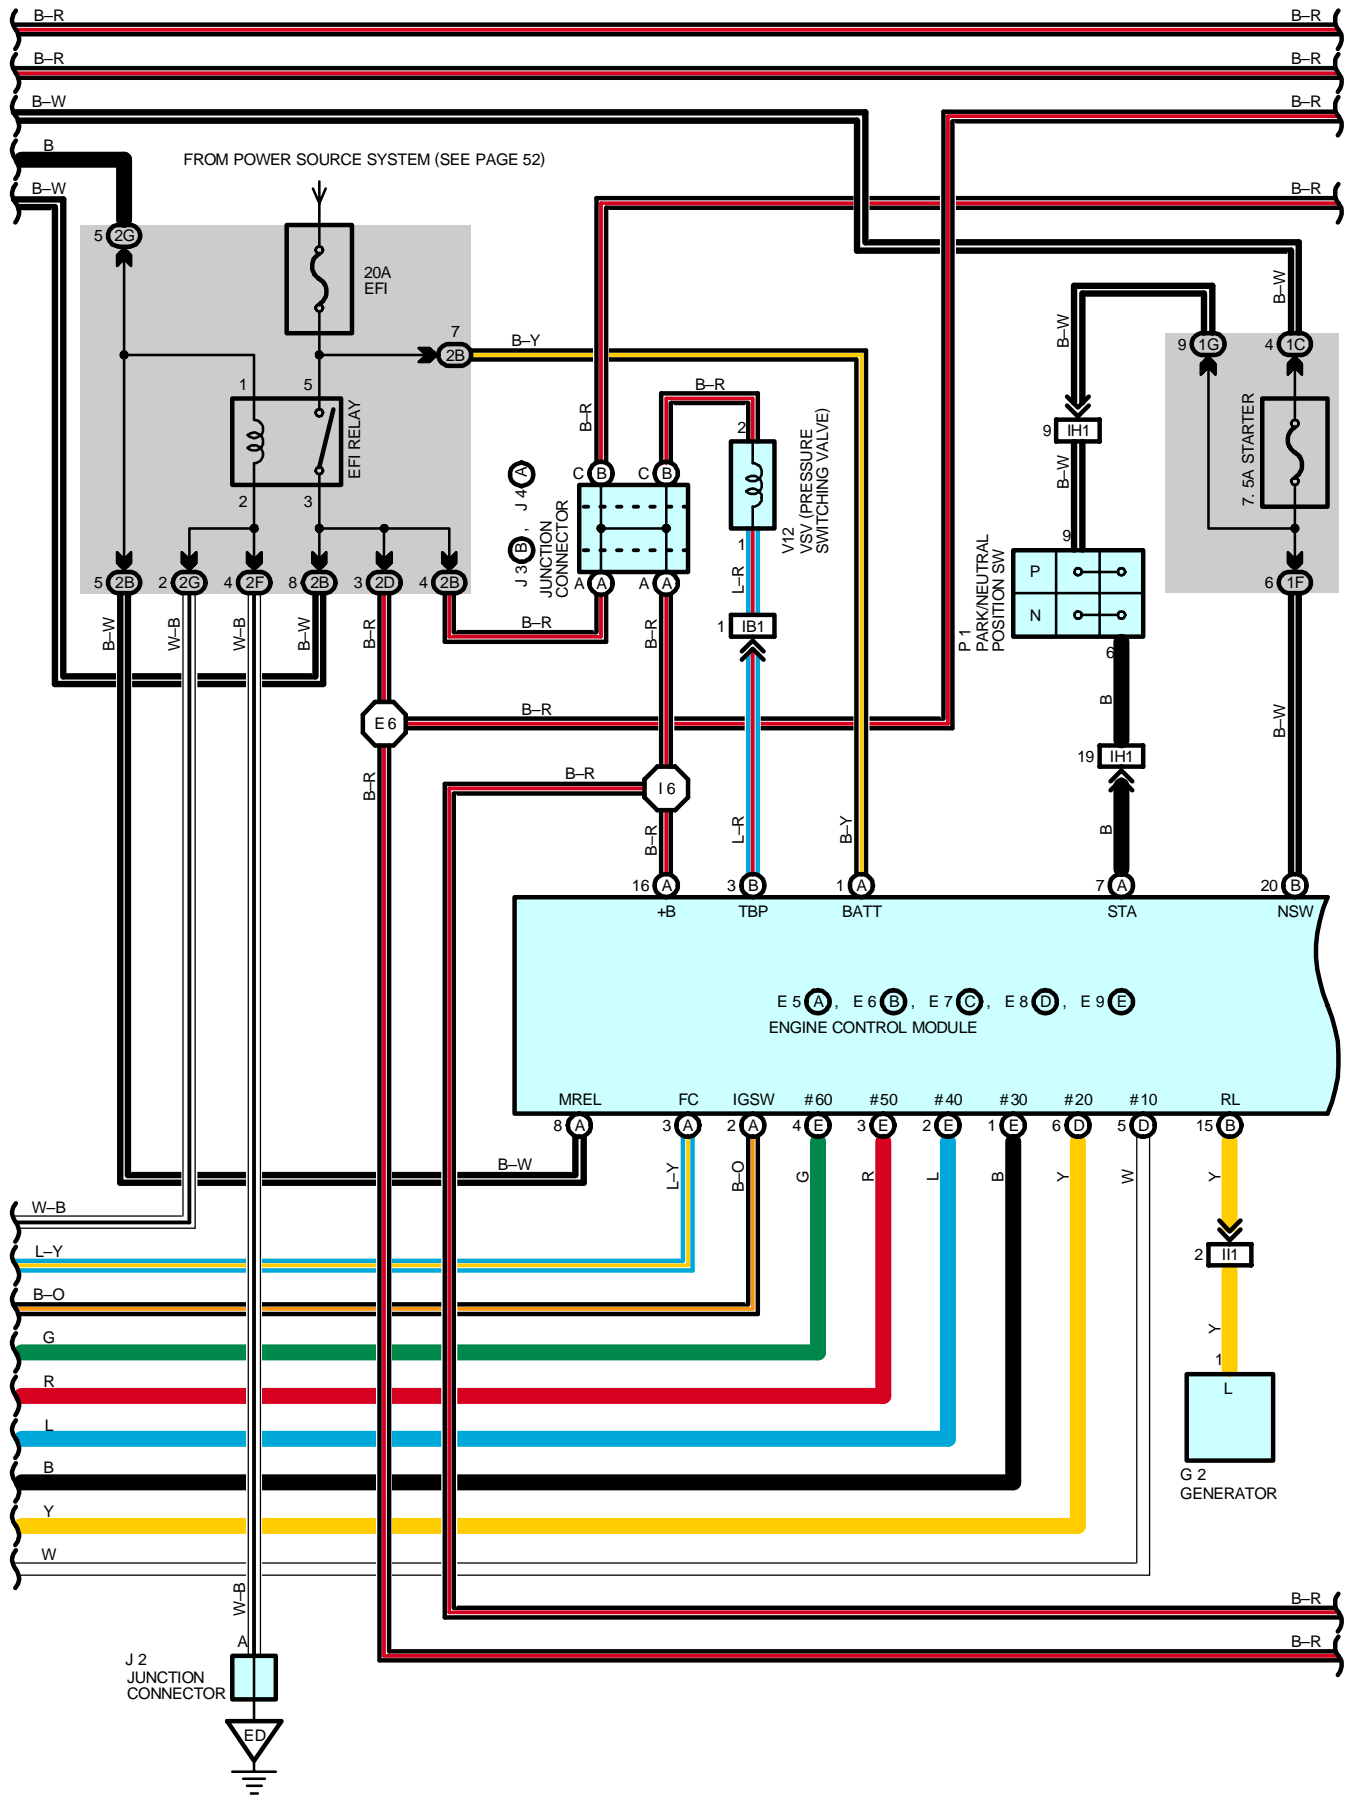 B–R B–R
B–R B–R
B–W B–R
B
FROM POWER SOURCE SYSTEM (SEE PAGE 52)
B–W B–R
5 2G
20A
EFI
B–W
B–W
9 1G 4 1C
7
2B
B–Y
1 5
EFI RELAY
B–R
B–R
2
V12
VSV (PRESSURE
SWITCHING VALVE)
9 IH1
B–W
7. 5A STARTER
J 3 B , J 4 A
JUNCTION
CONNECTOR
C B C B
2 3
1
9
P
N
P 1
PARK/NEUTRAL
POSITION SW
6
5 2B 2 2G 4 2F 8 2B 3 2D 4 2B
A A A A
L–R
6 1F
B–W W–B W–B B–W B–R B–R B–R
1 IB1
E 6
B–R
B
B–W
19 IH1
B–R
B–R
I 6
B–R
L–R
B–Y
B
16 A 3 B 1 A 7 A 20 B
+B TBP BATT STA NSW
E 5 A , E 6 B , E 7 C , E 8 D , E 9 E
ENGINE CONTROL MODULE
MREL FC IGSW #60 #50 #40 #30 #20 #10 RL
8 A 3 A 2 A 4 E 3 E 2 E 1 E 6 D 5 D 15 B
B–W
L–Y B–O G R L B Y W Y
W–B
L–Y
2 II1
B–O
Y
G
1
L
R
L
B
G 2
GENERATOR
Y
W
W–B
B–R
A
B–R
J 2
JUNCTION
CONNECTOR
ED